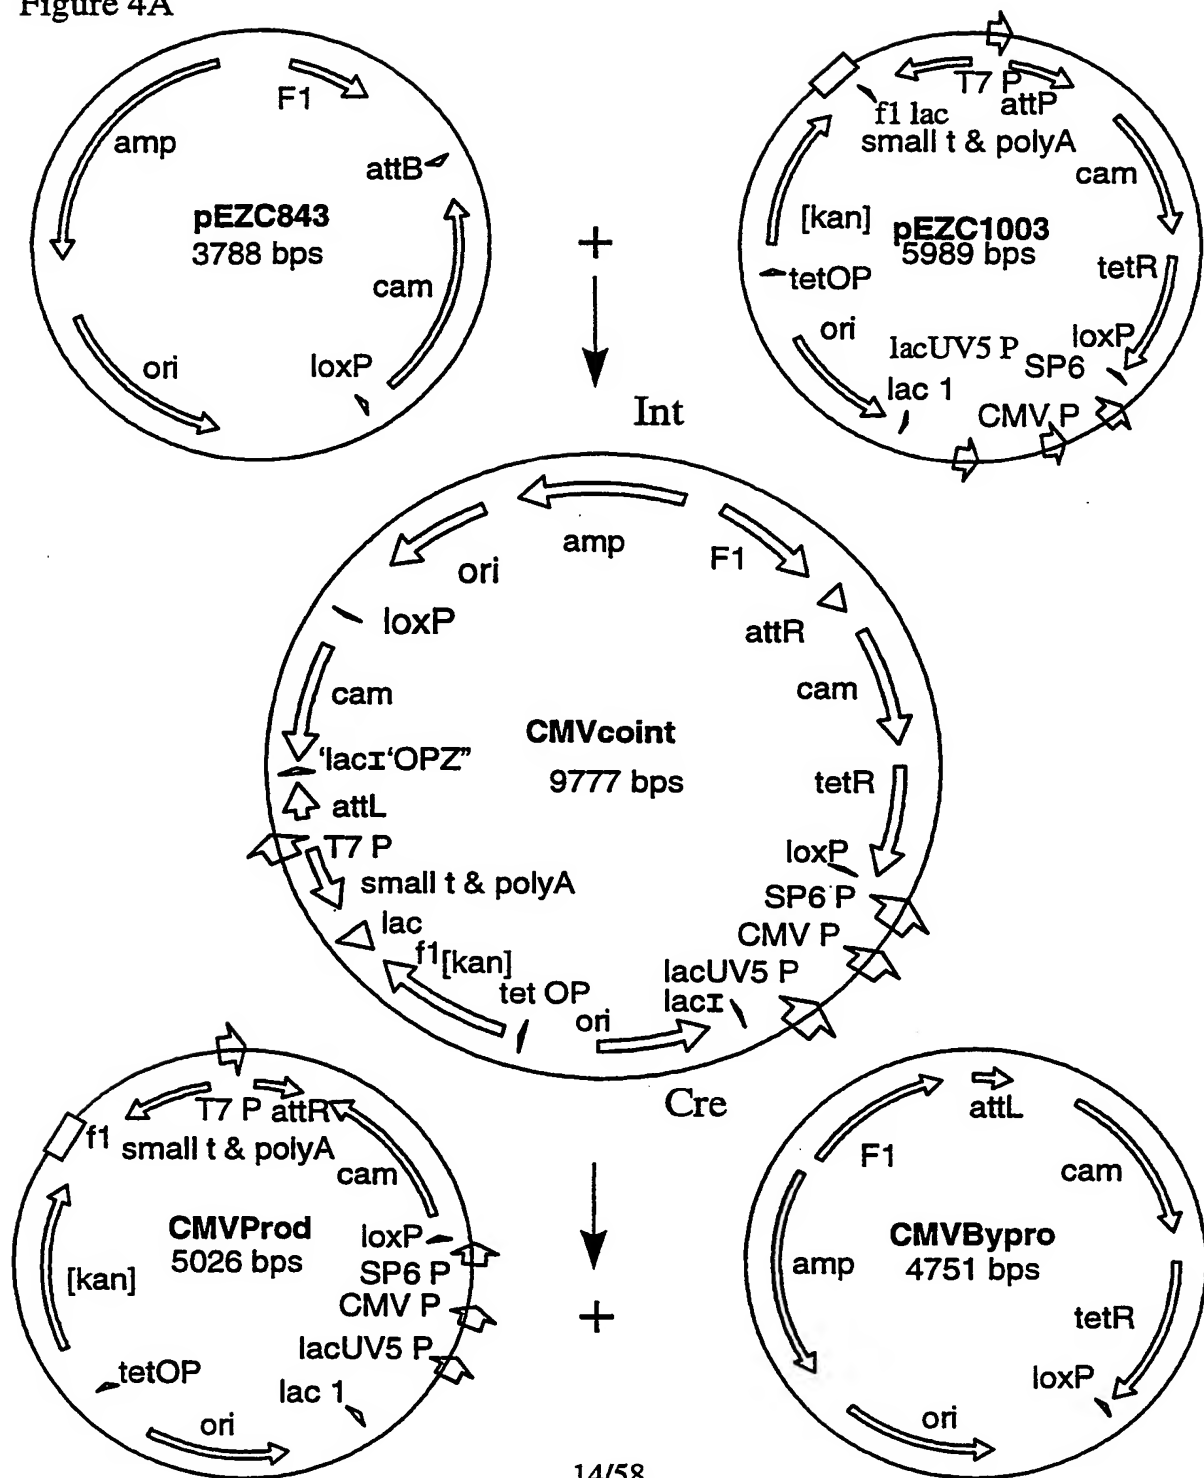 Figure 4A
F1
amp
attB
pEZC843
3788 bps
cam
ori
loxP
+
Int
T7 P
attP
f1 lac
small t & polyA
cam
[kan]
pEZC1003
5989 bps
tetR
tetOP
ori
lacUV5 P
loxP
SP6
lac 1
CMV P
amp
F1
ori
loxP
attR
cam
cam
CMVcoint
9777 bps
'lacI'OPZ"
tetR
attL
T7 P
loxP
small t & polyA
SP6 P
lac
CMV P
f1
[kan]
lacUV5 P
tet OP
lacI
ori
Cre
T7 P attR
f1
small t & polyA
cam
CMVProd
5026 bps
loxP
[kan]
SP6 P
CMV P
lacUV5 P
tetOP
lac 1
ori
+
attL
F1
cam
CMVBypro
4751 bps
amp
tetR
loxP
ori
14/58